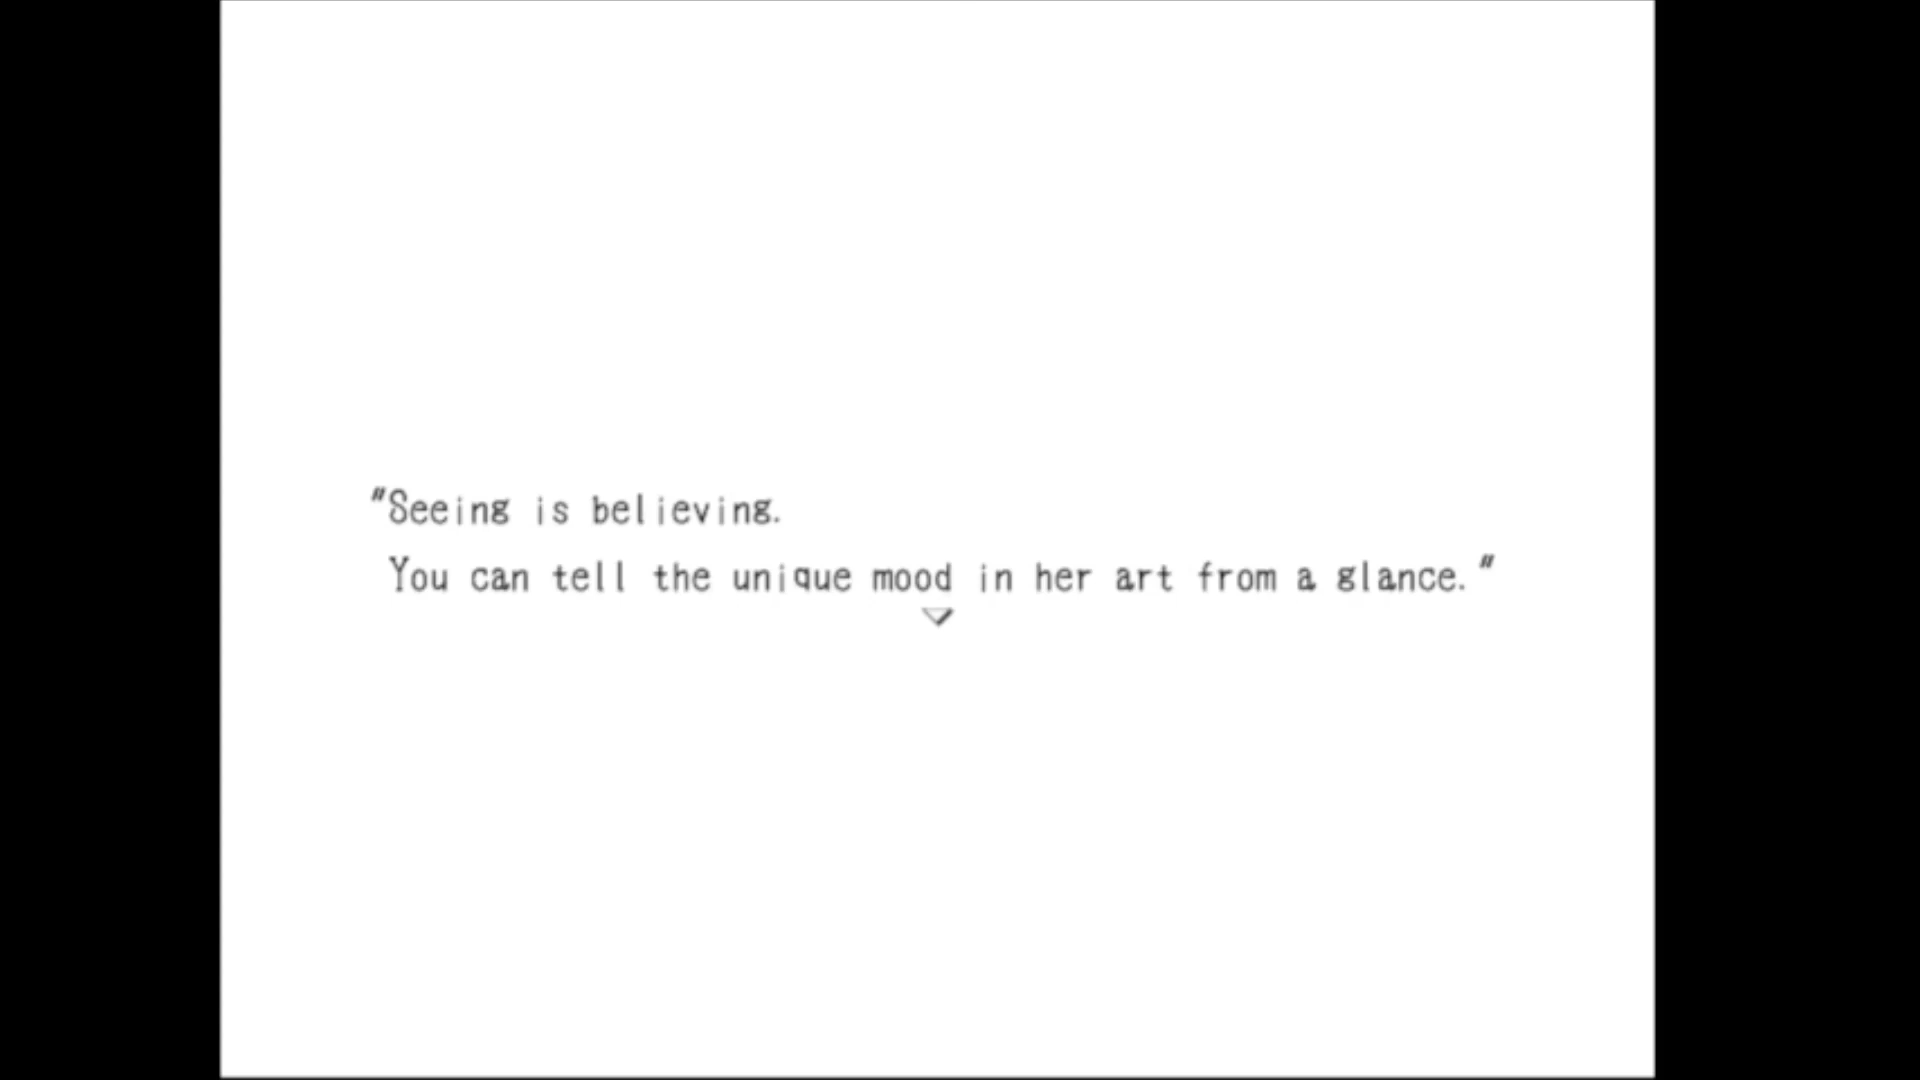 "Seeing is believing.
You can tell the unique mood in her art from a glance."